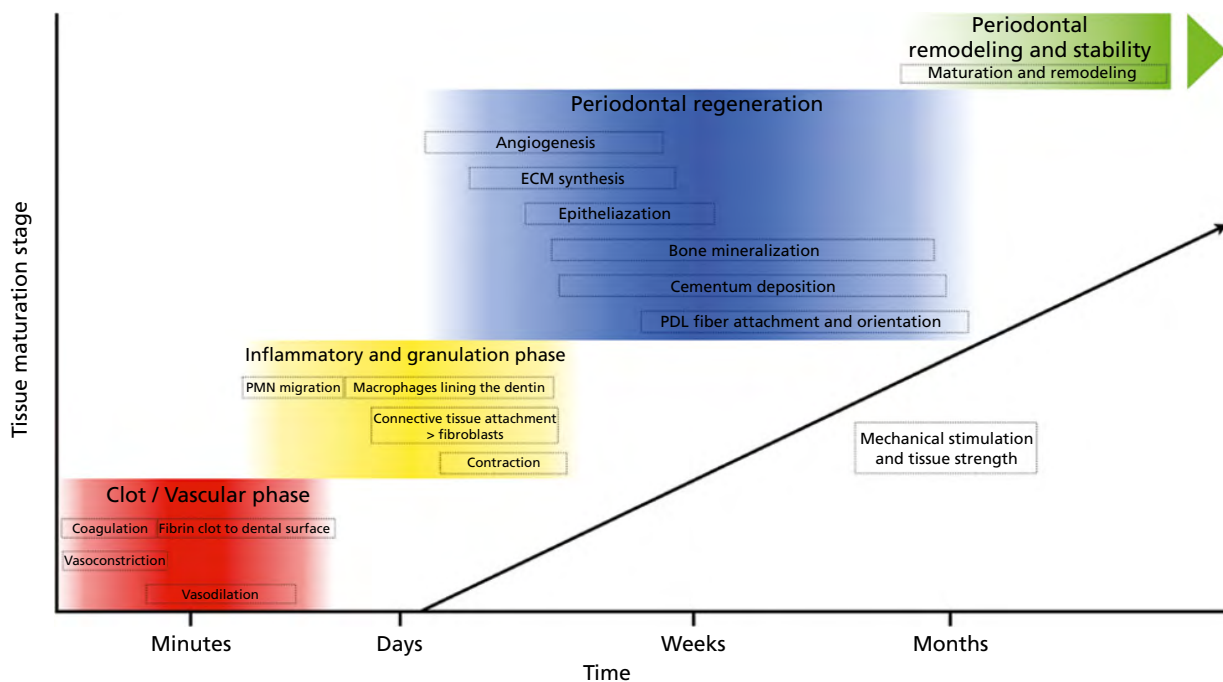 Periodontal
remodeling and stability
Maturation and remodeling
Periodontal regeneration
Angiogenesis
ECM synthesis
Epitheliazation
Bone mineralization
Cementum deposition
PDL fiber attachment and orientation
Inflammatory and granulation phase
PMN migration
Macrophages lining the dentin
Connective tissue attachment
> fibroblasts
Contraction
Mechanical stimulation
and tissue strength
Clot / Vascular phase
Coagulation
Fibrin clot to dental surface
Vasoconstriction
Vasodilation
Tissue maturation stage
Minutes
Days
Weeks
Months
Time